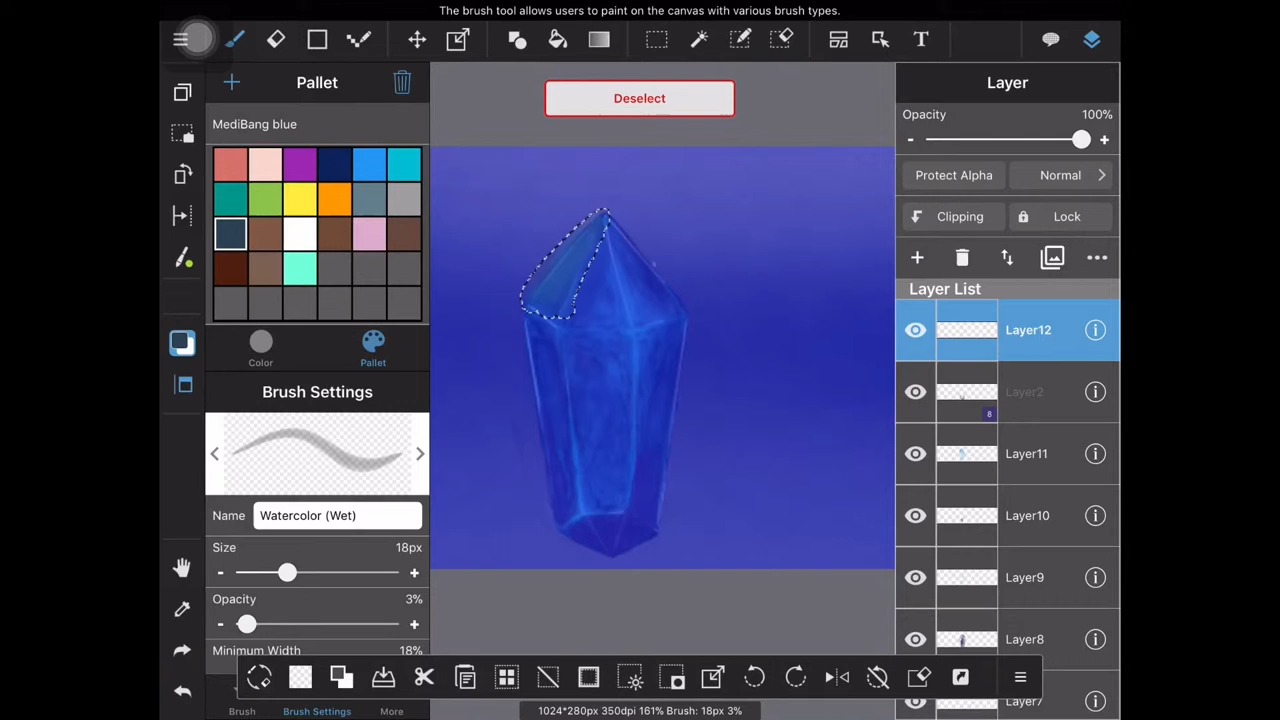 The brush tool allows users to paint on the canvas with various brush types.
Pallet
MediBang blue
Color
Pallet
Brush Settings
Name
Watercolor (Wet)
Size
18px
-
+
Opacity
3%
-
+
Minimum Width
18%
Brush
Brush Settings
More
Deselect
T
1024*280px 350dpi 161% Brush: 18px 3%
Layer
Opacity
100%
-
+
Protect Alpha
Normal
Clipping
Lock
Layer List
Layer12
Layer2
8
Layer11
Layer10
Layer9
Layer8
Layer7